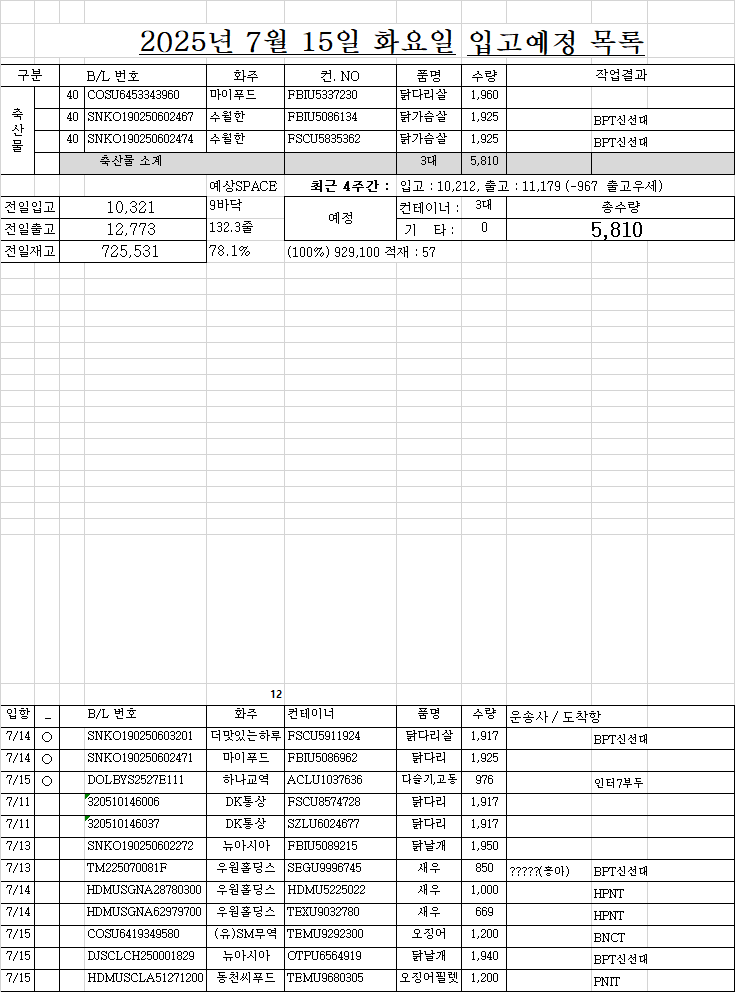 2025년 7월 15일 화요일 입고예정 목록
구분 B/L 번호 화주 컨. NO 품명 수량 작업결과
축산물 40 COSU6453343960 마이푸드 FBIU5337230 닭다리살 1,960
40 SNKO190250602467 수월한 FBIU5086134 닭가슴살 1,925 BPT신선대
40 SNKO190250602474 수월한 FSCU5835362 닭가슴살 1,925 BPT신선대
축산물 소계 3대 5,810
예상SPACE 최근 4주간 : 입고 : 10,212, 출고 : 11,179 (-967 출고우세)
전일입고 10,321 9바닥 예정 컨테이너 : 3대 총수량
전일출고 12,773 132.3줄 기 타 : 0 5,810
전일재고 725,531 78.1% (100%) 929,100 적재 : 57
12
입항 _ B/L 번호 화주 컨테이너 품명 수량 운송사 / 도착항
7/14 ○ SNKO190250603201 더맛있는하루 FSCU5911924 닭다리살 1,917 BPT신선대
7/14 ○ SNKO190250602471 마이푸드 FBIU5086962 닭다리 1,925
7/15 ○ DOLBYS2527E111 하나교역 ACLU1037636 다슬기,고동 976 인터7부두
7/11 320510146006 DK통상 FSCU8574728 닭다리 1,917
7/11 320510146037 DK통상 SZLU6024677 닭다리 1,917
7/13 SNKO190250602272 뉴아시아 FBIU5089215 닭날개 1,950
7/13 TM225070081F 우원홀딩스 SEGU9996745 새우 850 ?????(흥아) BPT신선대
7/14 HDMUSGNA28780300 우원홀딩스 HDMU5225022 새우 1,000 HPNT
7/14 HDMUSGNA62979700 우원홀딩스 TEXU9032780 새우 669 HPNT
7/15 COSU6419349580 (유)SM무역 TEMU9292300 오징어 1,200 BNCT
7/15 DJSCLCH250001829 뉴아시아 OTPU6564919 닭날개 1,940 BPT신선대
7/15 HDMUSCLA51271200 동천씨푸드 TEMU9680305 오징어필렛 1,200 PNIT